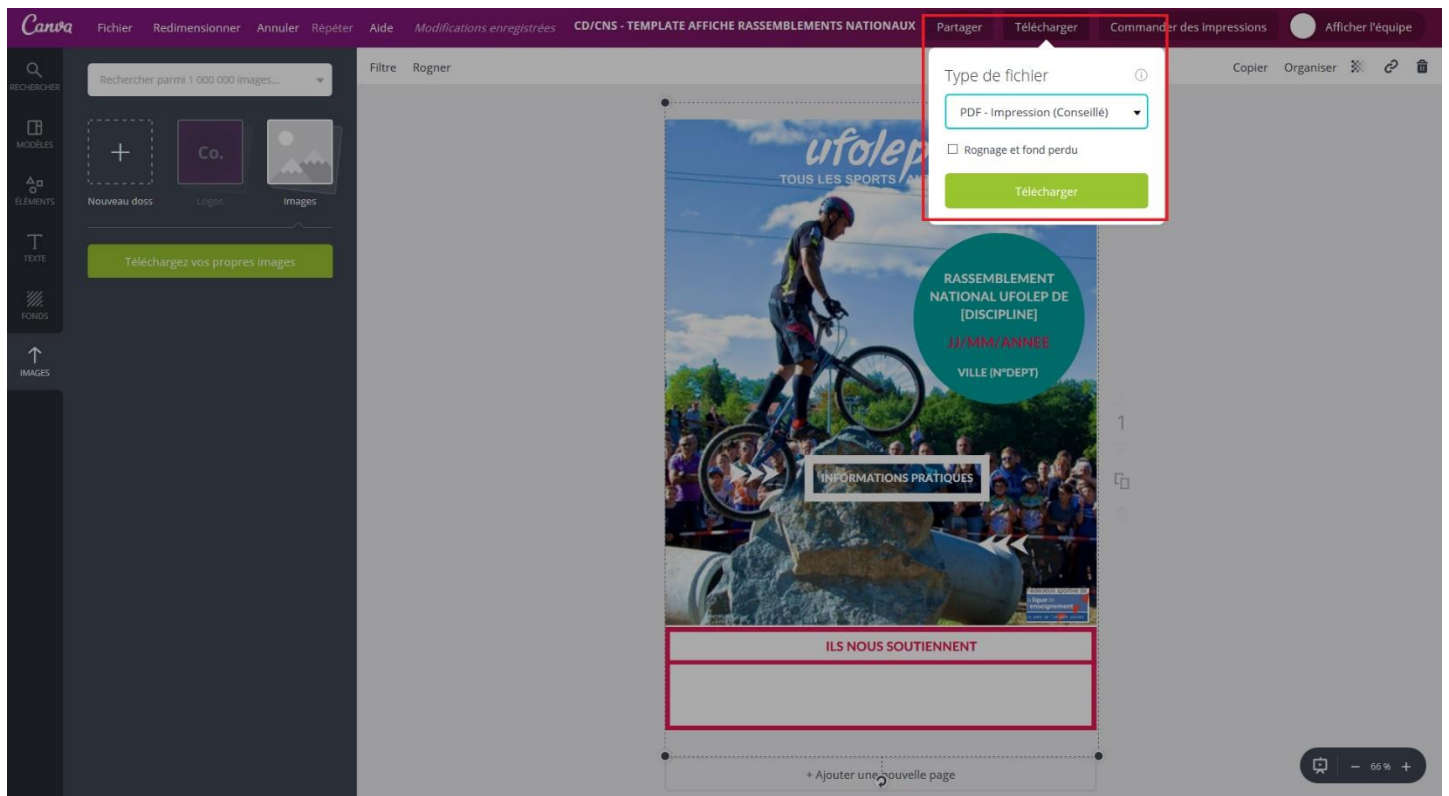 Canva
Fichier
Redimensionner
Annuler
Répéter
Aide
Modifications enregistrées
CD/CNS - TEMPLATE AFFICHE RASSEMBLEMENTS NATIONAUX
Partager
Télécharger
Commander des impressions
Afficher l'équipe
RECHERCHER
MODÈLES
ÉLÉMENTS
TEXTE
FONDS
IMAGES
Rechercher parmi 1 000 000 images...
Co.
Nouveau doss
Logos
Images
Téléchargez vos propres images
Filtre
Rogner
Copier
Organiser
Type de fichier
PDF - Impression (Conseillé)
Rognage et fond perdu
Télécharger
ufolep
TOUS LES SPORTS
RASSEMBLEMENT
NATIONAL UFOLEP DE
[DISCIPLINE]
JJ/MM/ANNEE
VILLE (N°DEPT)
INFORMATIONS PRATIQUES
la ligue de
l'enseignement
ILS NOUS SOUTIENNENT
1
+ Ajouter une nouvelle page
66 %